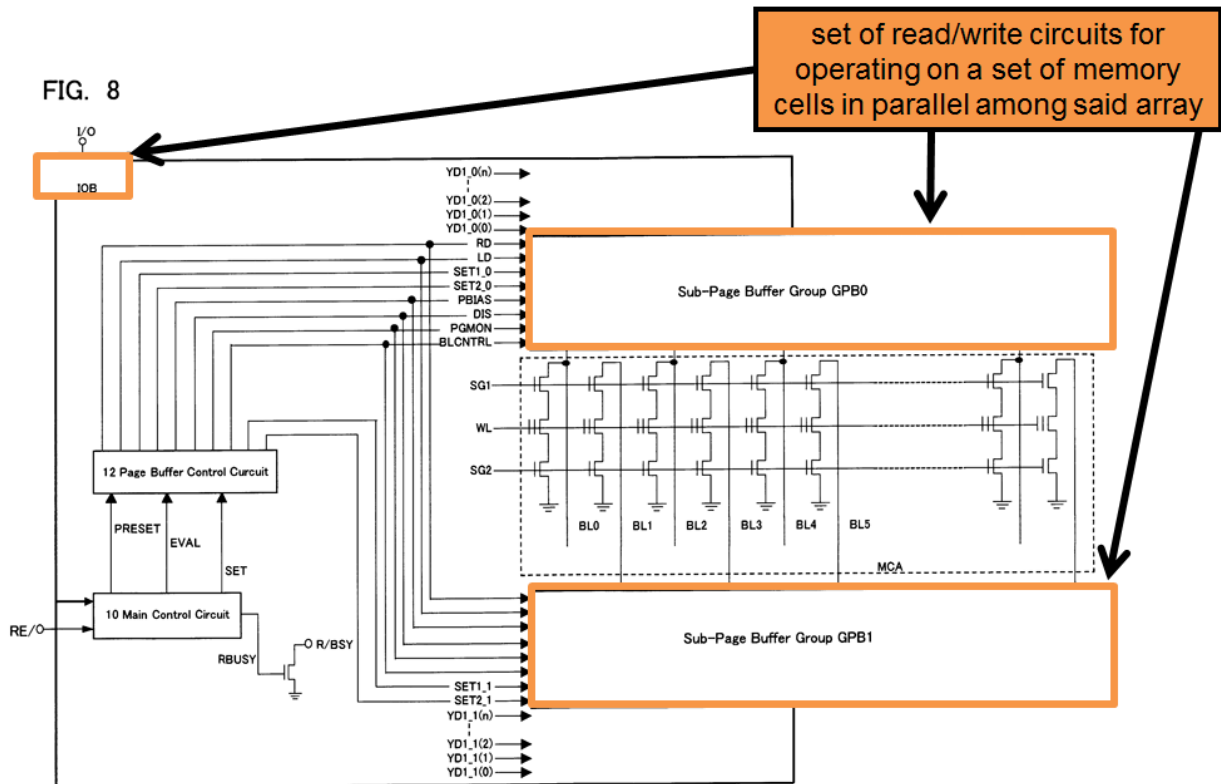 set of read/write circuits for
operating on a set of memory
cells in parallel among said array
FIG. 8
I/O
IOB
YD1_0(n)
YD1_0(2)
YD1_0(1)
YD1_0(0)
RD
LD
SET1_0
SET2_0
PBIAS
DIS
PGMON
BLCNTRL
Sub-Page Buffer Group GPB0
SG1
WL
SG2
12 Page Buffer Control Curcuit
BL0 BL1 BL2 BL3 BL4 BL5
PRESET
EVAL
SET
MCA
10 Main Control Circuit
RE/
RBUSY
R/BSY
Sub-Page Buffer Group GPB1
SET1_1
SET2_1
YD1_1(n)
YD1_1(2)
YD1_1(1)
YD1_1(0)